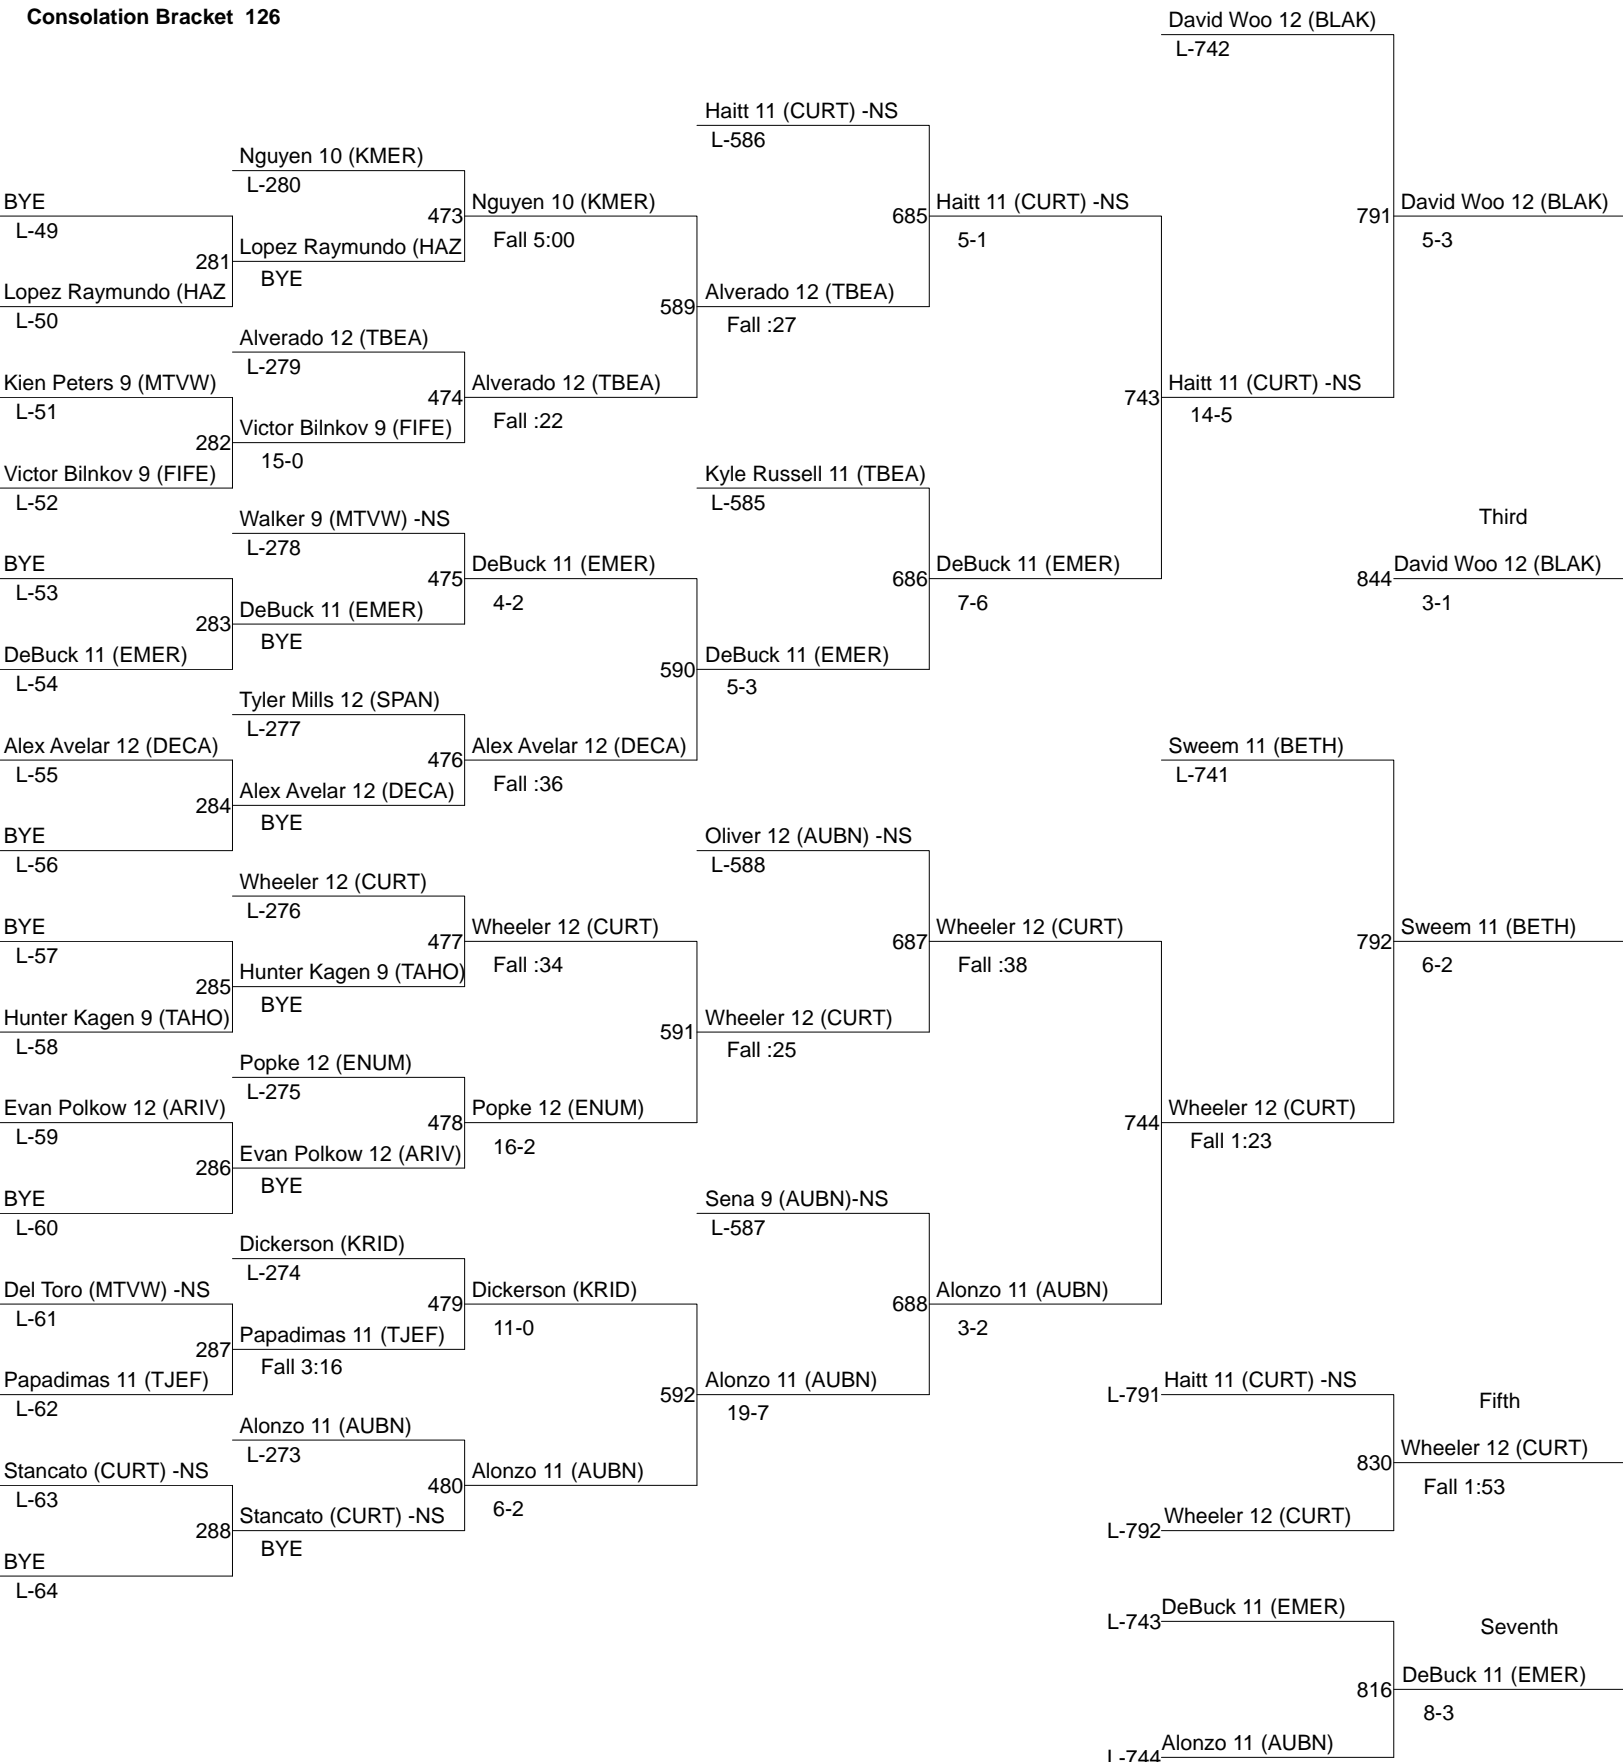 Consolation Bracket 126
BYE
L-49
281
Lopez Raymundo (HAZ
L-50
Kien Peters 9 (MTVW)
L-51
282
Victor Bilnkov 9 (FIFE)
L-52
BYE
L-53
283
DeBuck 11 (EMER)
L-54
Alex Avelar 12 (DECA)
L-55
284
BYE
L-56
BYE
L-57
285
Hunter Kagen 9 (TAHO)
L-58
Evan Polkow 12 (ARIV)
L-59
286
BYE
L-60
Del Toro (MTVW) -NS
L-61
287
Papadimas 11 (TJEF)
L-62
Stancato (CURT) -NS
L-63
288
BYE
L-64
Nguyen 10 (KMER)
L-280
473
Lopez Raymundo (HAZ
BYE
Alverado 12 (TBEA)
L-279
474
Victor Bilnkov 9 (FIFE)
15-0
Walker 9 (MTVW) -NS
L-278
475
DeBuck 11 (EMER)
BYE
Tyler Mills 12 (SPAN)
L-277
476
Alex Avelar 12 (DECA)
BYE
Wheeler 12 (CURT)
L-276
477
Hunter Kagen 9 (TAHO)
BYE
Popke 12 (ENUM)
L-275
478
Evan Polkow 12 (ARIV)
BYE
Dickerson (KRID)
L-274
479
Papadimas 11 (TJEF)
Fall 3:16
Alonzo 11 (AUBN)
L-273
480
Stancato (CURT) -NS
BYE
Nguyen 10 (KMER)
Fall 5:00
589
Alverado 12 (TBEA)
Fall :22
DeBuck 11 (EMER)
4-2
590
Alex Avelar 12 (DECA)
Fall :36
Wheeler 12 (CURT)
Fall :34
591
Popke 12 (ENUM)
16-2
Dickerson (KRID)
11-0
592
Alonzo 11 (AUBN)
6-2
Haitt 11 (CURT) -NS
L-586
685
Alverado 12 (TBEA)
Fall :27
Kyle Russell 11 (TBEA)
L-585
686
DeBuck 11 (EMER)
5-3
Oliver 12 (AUBN) -NS
L-588
687
Wheeler 12 (CURT)
Fall :25
Sena 9 (AUBN)-NS
L-587
688
Alonzo 11 (AUBN)
19-7
Haitt 11 (CURT) -NS
5-1
743
DeBuck 11 (EMER)
7-6
Wheeler 12 (CURT)
Fall :38
744
Alonzo 11 (AUBN)
3-2
David Woo 12 (BLAK)
L-742
791
Haitt 11 (CURT) -NS
14-5
Sweem 11 (BETH)
L-741
792
Wheeler 12 (CURT)
Fall 1:23
David Woo 12 (BLAK)
5-3
Third
844
David Woo 12 (BLAK)
3-1
Sweem 11 (BETH)
6-2
L-791
Haitt 11 (CURT) -NS
Fifth
830
Wheeler 12 (CURT)
Fall 1:53
L-792
Wheeler 12 (CURT)
L-743
DeBuck 11 (EMER)
Seventh
816
DeBuck 11 (EMER)
8-3
L-744
Alonzo 11 (AUBN)